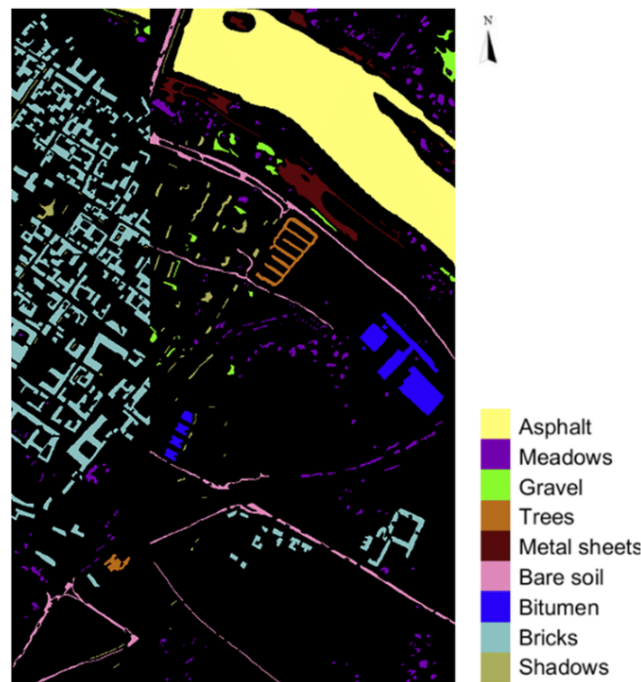 N
Asphalt
Meadows
Gravel
Trees
Metal sheets
Bare soil
Bitumen
Bricks
Shadows